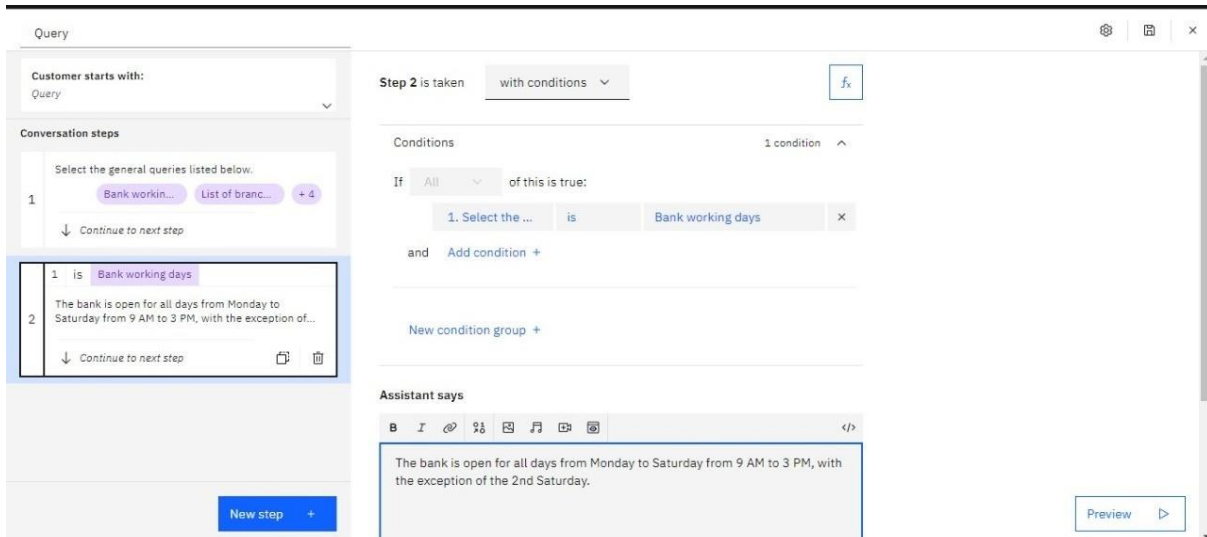 Query
Customer starts with:
Query
Conversation steps
1
Select the general queries listed below.
Bank workin... List of branc... + 4
Continue to next step
2
1 is Bank working days
The bank is open for all days from Monday to
Saturday from 9 AM to 3 PM, with the exception of...
Continue to next step
New step +
Step 2 is taken with conditions
fx
Conditions 1 condition
If All of this is true:
1. Select the ... is Bank working days ×
and Add condition +
New condition group +
Assistant says
B I </>
The bank is open for all days from Monday to Saturday from 9 AM to 3 PM, with
the exception of the 2nd Saturday.
Preview